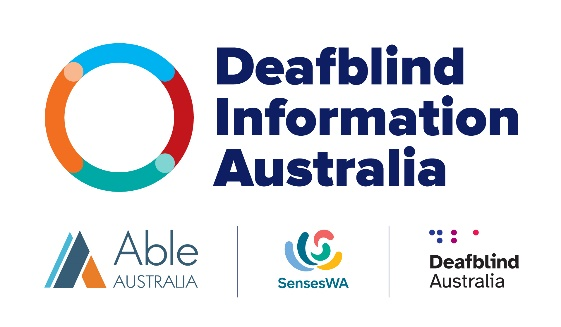 Deafblind
Information
Australia
Able
AUSTRALIA
SensesWA
Deafblind
Australia